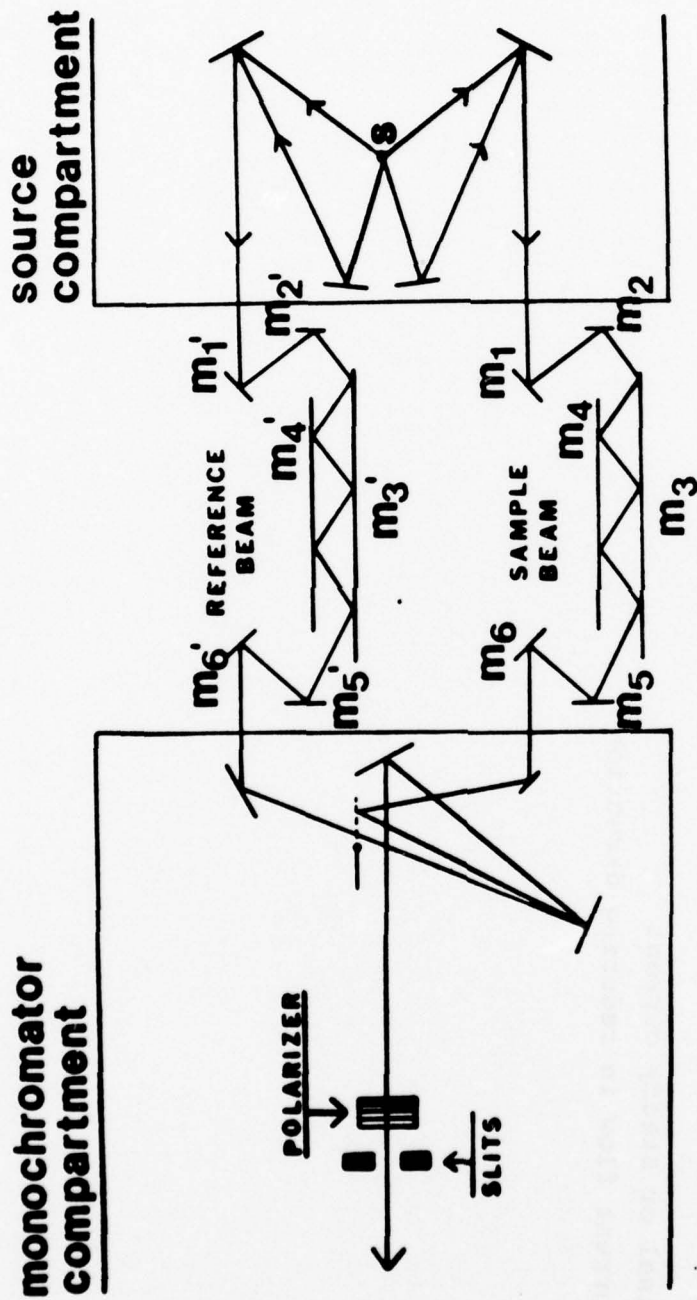 monochromator
compartment
source
compartment
POLARIZER
SLITS
REFERENCE
BEAM
SAMPLE
BEAM
s
m1'
m2'
m3'
m4'
m5'
m6'
m1
m2
m3
m4
m5
m6